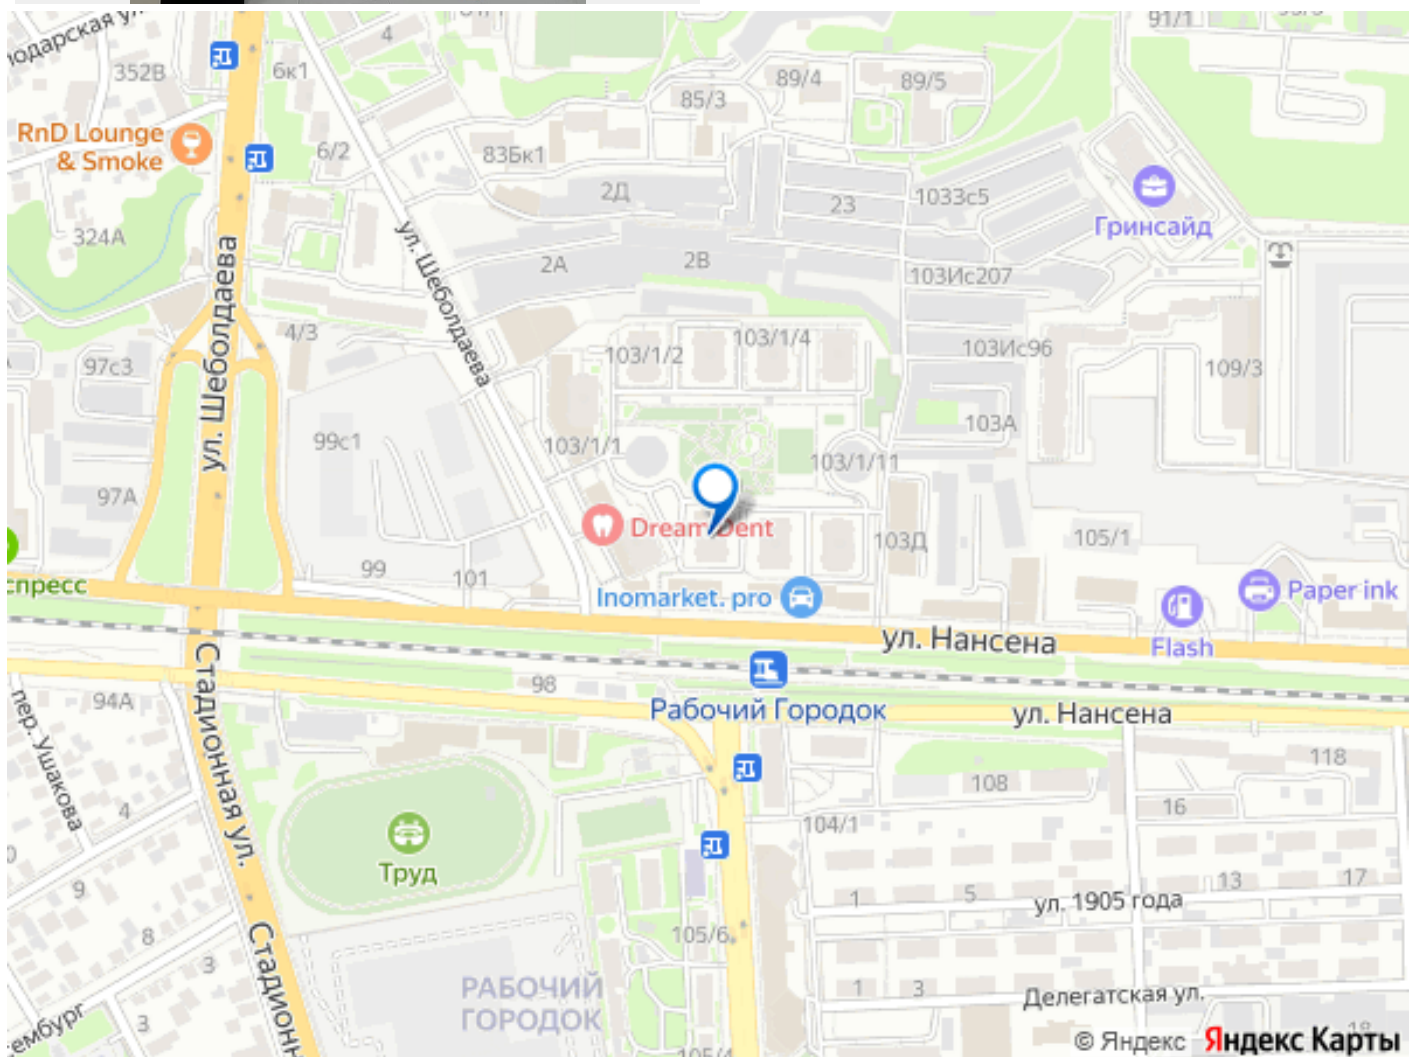 91/1
4
352В
6к1
89/4
89/5
85/3
RnD Lounge
& Smoke
6/2
83Бк1
2Д
23
103Зс5
Гринсайд
324А
ул. Шеболдаева
2А
2В
103Ис207
ул. Шеболдаева
4/3
103/1/2
103/1/4
103Ис96
97с3
109/3
99с1
103/1/1
103А
103/1/11
97А
Dream Dent
103Д
105/1
99
101
спресс
Inomarket. pro
Paper ink
ул. Нансена
Flash
98
Рабочий Городок
ул. Нансена
94А
Стадионная ул.
пер. Ушакова
118
108
16
4
104/1
Труд
9
1
5
13
17
ул. 1905 года
8
105/6
3
Стадионн
РАБОЧИЙ
ГОРОДОК
1
3
Делегатская ул.
ембург
3
105/4
18
© Яндекс Яндекс Карты